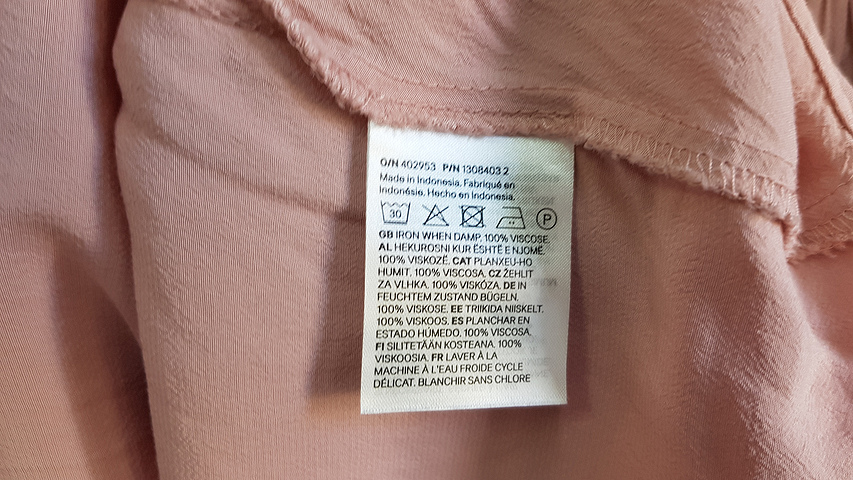 O/N 402953 P/N 1308403 2
Made in Indonesia. Fabriqué en
Indonésie. Hecho en Indonesia.
30 P
GB IRON WHEN DAMP. 100% VISCOSE.
AL HEKUROSNI KUR ËSHTË E NJOMË.
100% VISKOZË. CAT PLANXEU-HO
HUMIT. 100% VISCOSA. CZ ŽEHLIT
ZA VLHKA. 100% VISKÓZA. DE IN
FEUCHTEM ZUSTAND BÜGELN.
100% VISKOSE. EE TRIIKIDA NIISKELT.
100% VISKOOS. ES PLANCHAR EN
ESTADO HÚMEDO. 100% VISCOSA.
FI SILITETÄÄN KOSTEANA. 100%
VISKOOSIA. FR LAVER À LA
MACHINE À L'EAU FROIDE CYCLE
DÉLICAT. BLANCHIR SANS CHLORE